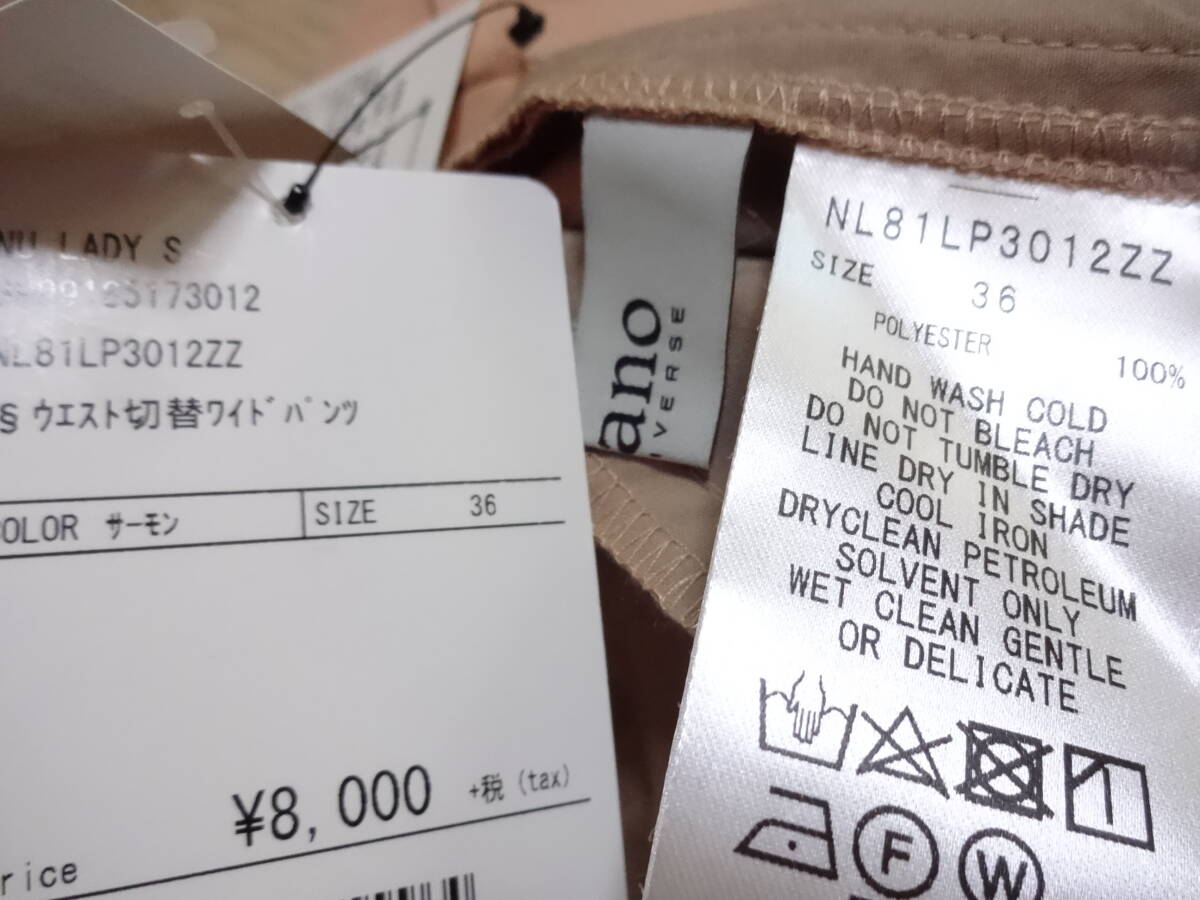 NU LADY S
173012
NL81LP3012ZZ
§ ウエスト切替ワイドパンツ
COLOR サーモン
SIZE 36
¥8,000 +税 (tax)
rice
ano
VERSE
NL81LP3012ZZ
SIZE 36
POLYESTER 100%
HAND WASH COLD
DO NOT BLEACH
DO NOT TUMBLE DRY
LINE DRY IN SHADE
COOL IRON
DRYCLEAN PETROLEUM
SOLVENT ONLY
WET CLEAN GENTLE
OR DELICATE
F
W